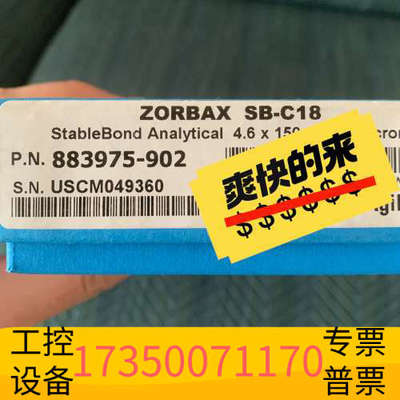 ZORBAX SB-C18
StableBond Analytical 4.6 x 150
P.N. 883975-902
S.N. USCM049360
爽快的来
$$$$$$
工控
设备
17350071170
专票
普票